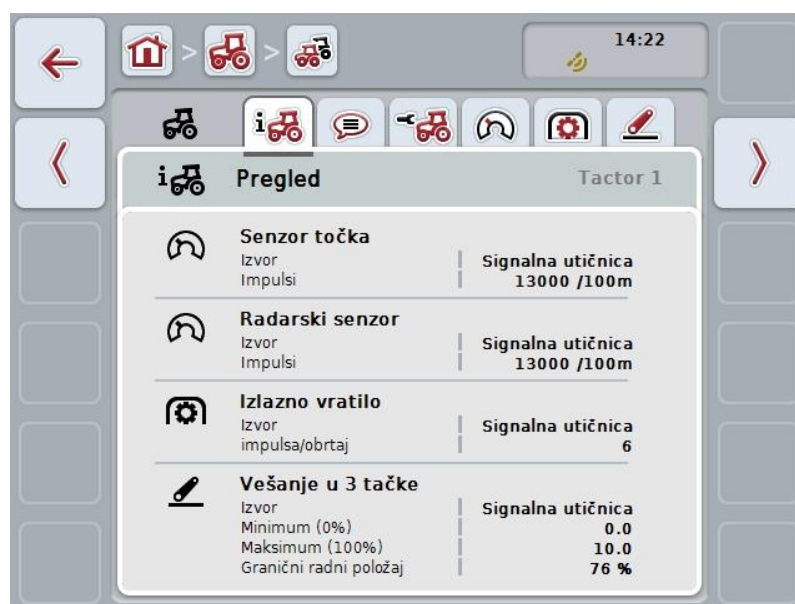 14:22
Pregled Tactor 1
Senzor točka
Izvor Signalna utičnica
Impulsi 13000 /100m
Radarski senzor
Izvor Signalna utičnica
Impulsi 13000 /100m
Izlazno vratilo
Izvor Signalna utičnica
impulsa/obrtaj 6
Vešanje u 3 tačke
Izvor Signalna utičnica
Minimum (0%) 0.0
Maksimum (100%) 10.0
Granični radni položaj 76 %